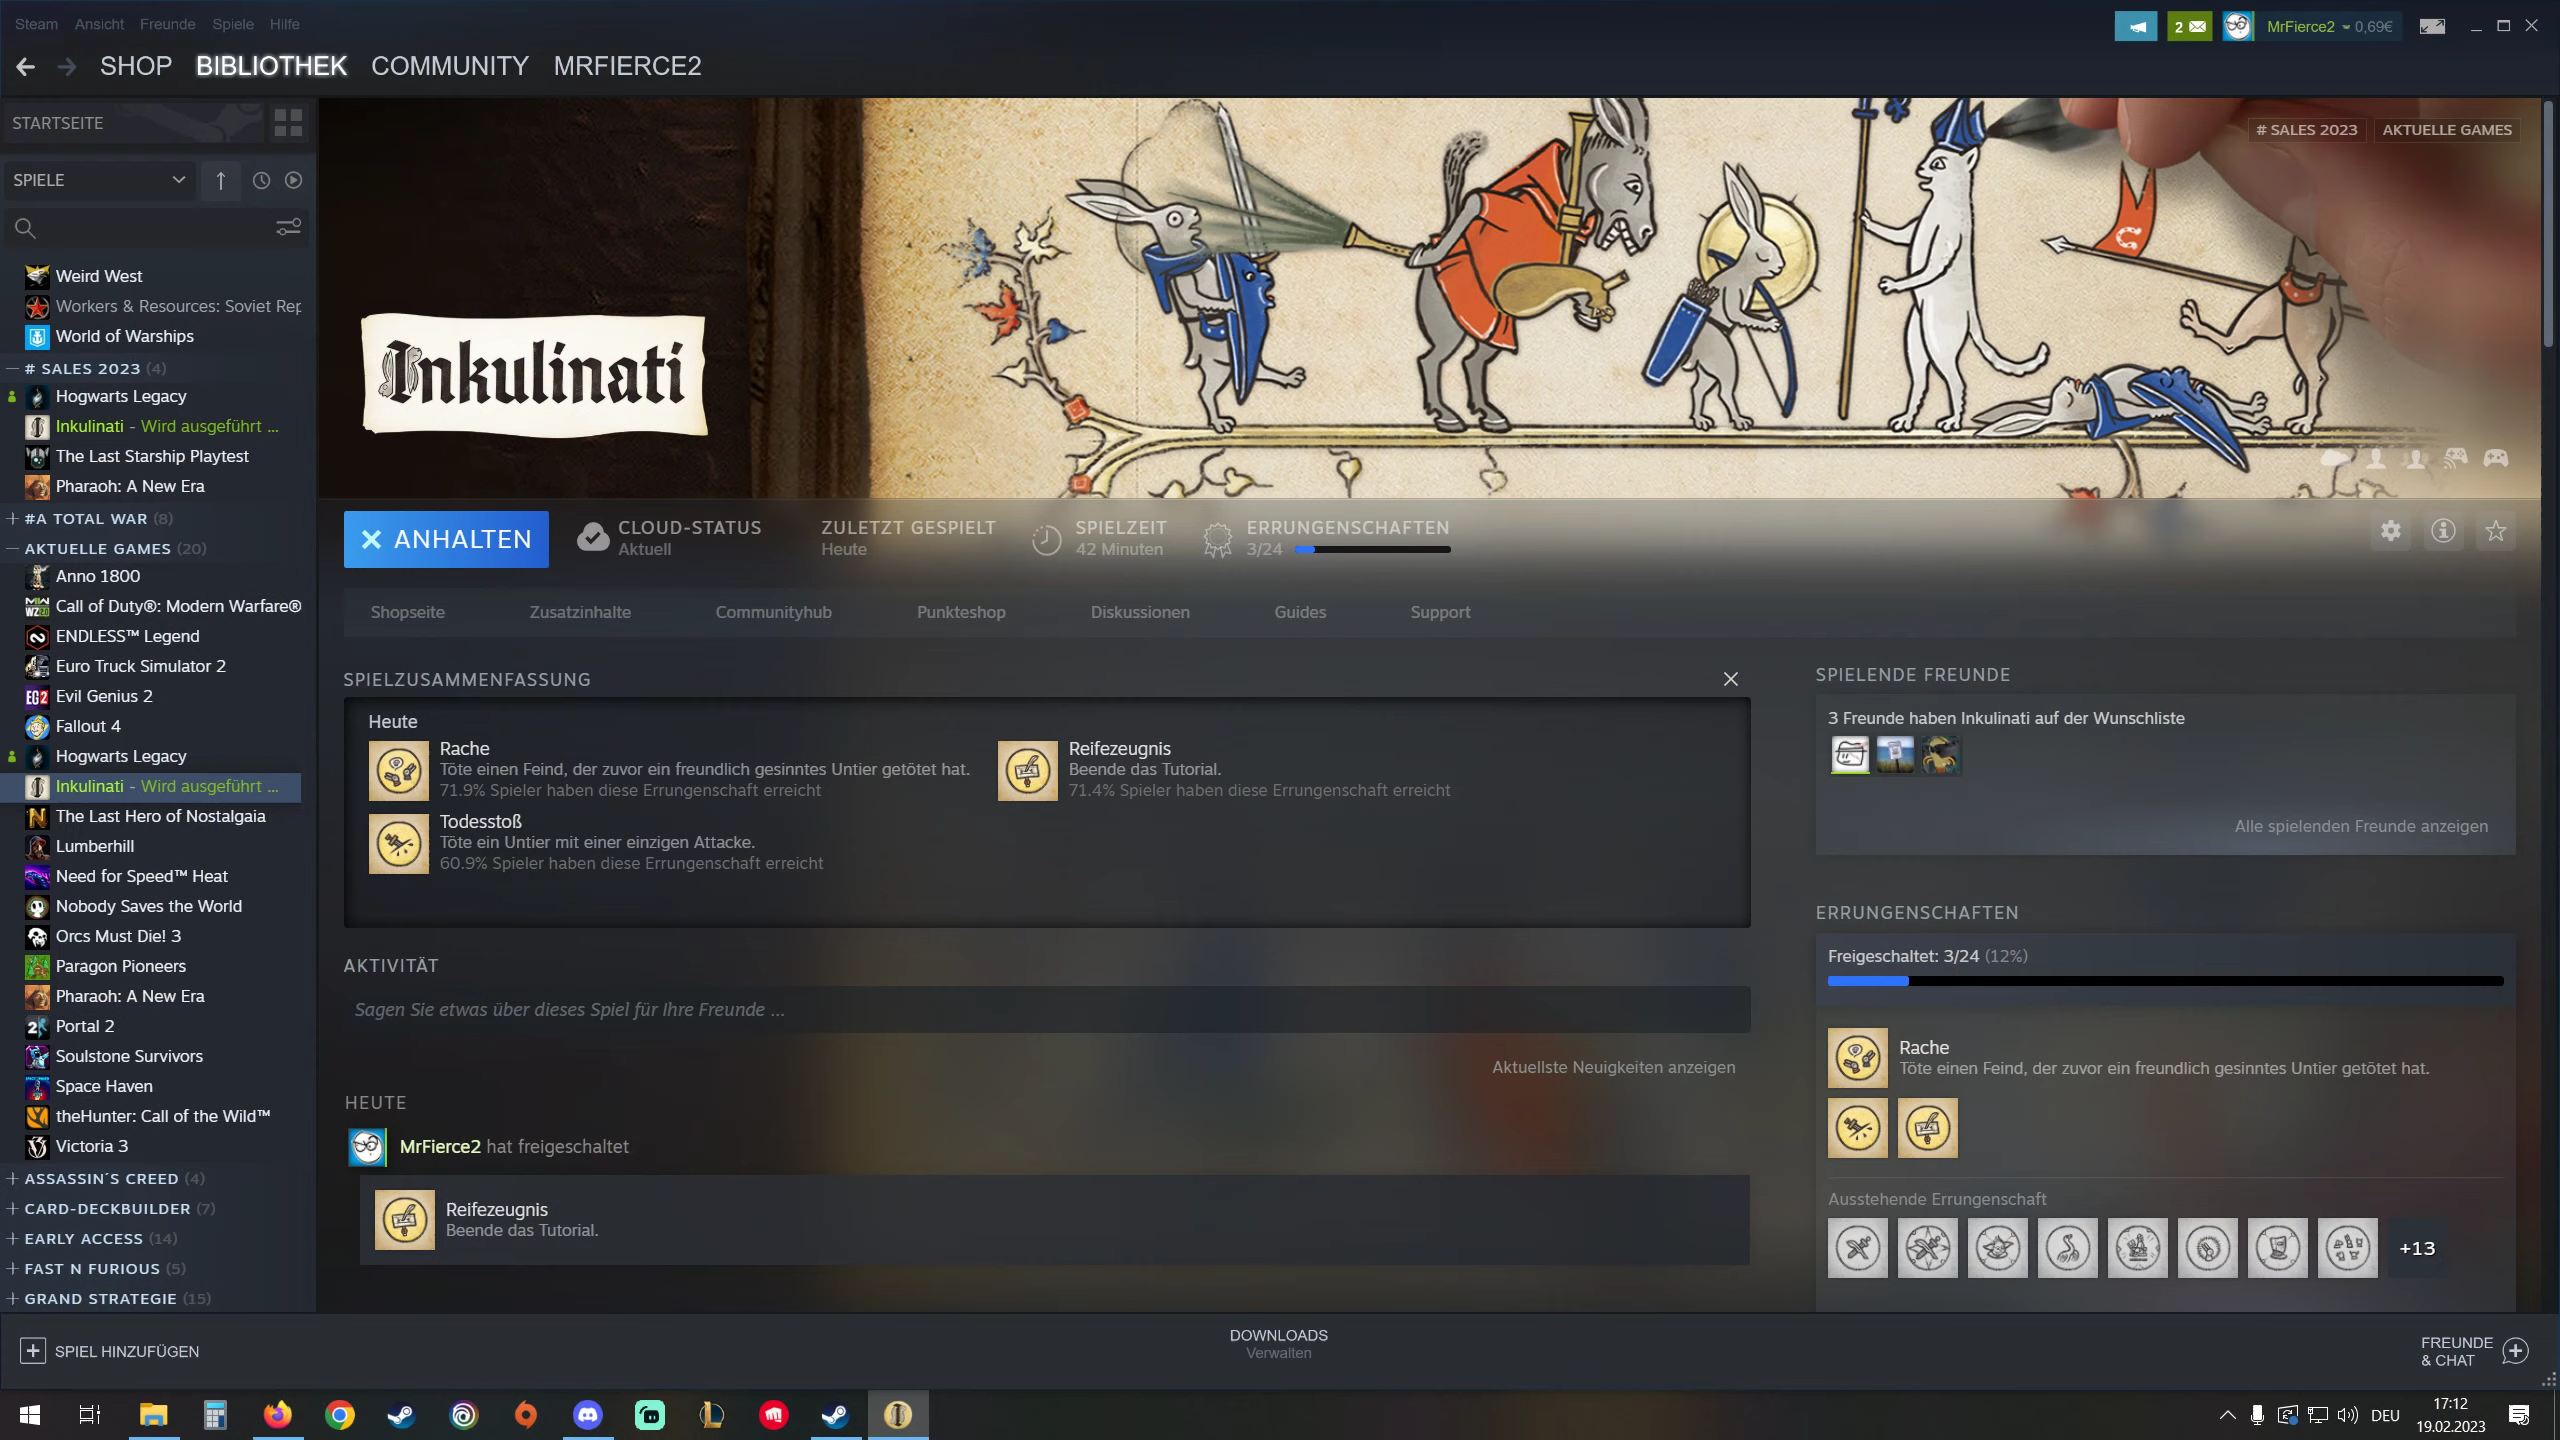 Steam Ansicht Freunde Spiele Hilfe
2
MrFierce2 0,69€
SHOP BIBLIOTHEK COMMUNITY MRFIERCE2
STARTSEITE
SPIELE
Weird West
Workers & Resources: Soviet Rep
World of Warships
# SALES 2023 (4)
Hogwarts Legacy
Inkulinati - Wird ausgeführt ...
The Last Starship Playtest
Pharaoh: A New Era
#A TOTAL WAR (8)
AKTUELLE GAMES (20)
Anno 1800
Call of Duty®: Modern Warfare®
ENDLESS™ Legend
Euro Truck Simulator 2
Evil Genius 2
Fallout 4
Hogwarts Legacy
Inkulinati - Wird ausgeführt ...
The Last Hero of Nostalgaia
Lumberhill
Need for Speed™ Heat
Nobody Saves the World
Orcs Must Die! 3
Paragon Pioneers
Pharaoh: A New Era
Portal 2
Soulstone Survivors
Space Haven
theHunter: Call of the Wild™
Victoria 3
ASSASSIN´S CREED (4)
CARD-DECKBUILDER (7)
EARLY ACCESS (14)
FAST N FURIOUS (5)
GRAND STRATEGIE (15)
# SALES 2023 AKTUELLE GAMES
Inkulinati
ANHALTEN
CLOUD-STATUS
Aktuell
ZULETZT GESPIELT
Heute
SPIELZEIT
42 Minuten
ERRUNGENSCHAFTEN
3/24
Shopseite Zusatzinhalte Communityhub Punkteshop Diskussionen Guides Support
SPIELZUSAMMENFASSUNG
Heute
Rache
Töte einen Feind, der zuvor ein freundlich gesinntes Untier getötet hat.
71.9% Spieler haben diese Errungenschaft erreicht
Reifezeugnis
Beende das Tutorial.
71.4% Spieler haben diese Errungenschaft erreicht
Todesstoß
Töte ein Untier mit einer einzigen Attacke.
60.9% Spieler haben diese Errungenschaft erreicht
AKTIVITÄT
Sagen Sie etwas über dieses Spiel für Ihre Freunde ...
Aktuellste Neuigkeiten anzeigen
HEUTE
MrFierce2 hat freigeschaltet
Reifezeugnis
Beende das Tutorial.
SPIELENDE FREUNDE
3 Freunde haben Inkulinati auf der Wunschliste
Alle spielenden Freunde anzeigen
ERRUNGENSCHAFTEN
Freigeschaltet: 3/24 (12%)
Rache
Töte einen Feind, der zuvor ein freundlich gesinntes Untier getötet hat.
Ausstehende Errungenschaft
+13
SPIEL HINZUFÜGEN
DOWNLOADS
Verwalten
FREUNDE
& CHAT
DEU
17:12
19.02.2023